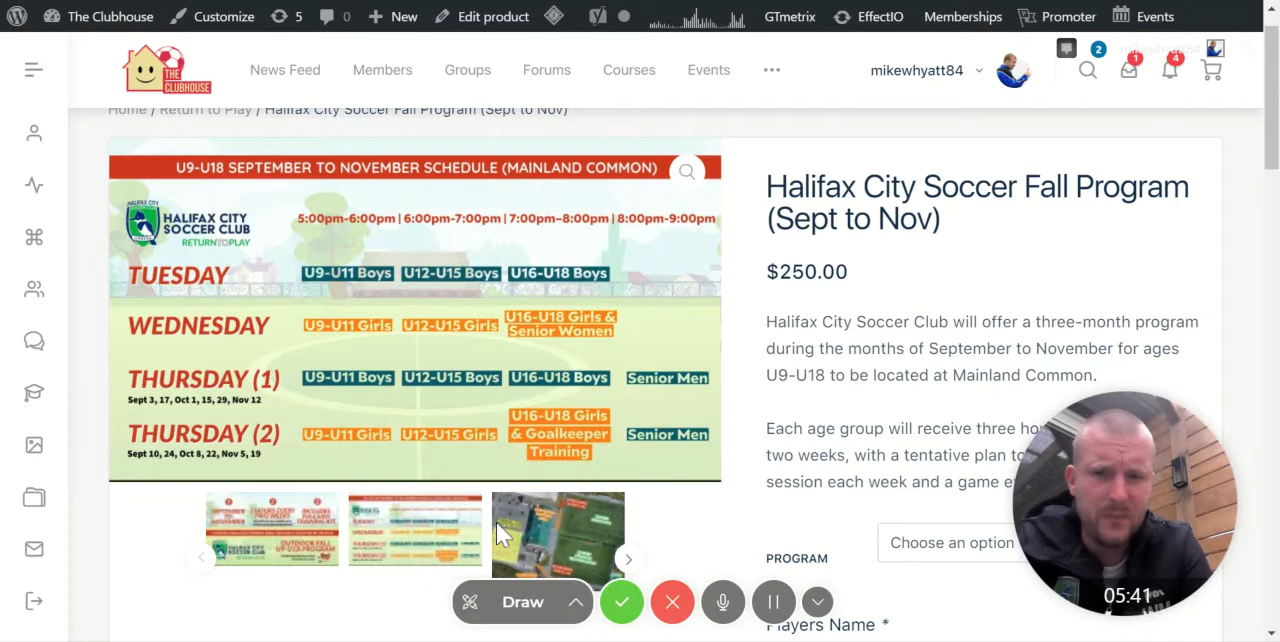 The Clubhouse Customize 5 0 New Edit product GTmetrix EffectIO Memberships Promoter Events
THE CLUBHOUSE
News Feed Members Groups Forums Courses Events
mikewhyatt84
2
1
4
Home / Return to Play / Halifax City Soccer Fall Program (Sept to Nov)
U9-U18 SEPTEMBER TO NOVEMBER SCHEDULE (MAINLAND COMMON)
HALIFAX CITY
SOCCER CLUB
RETURNTOPLAY
5:00pm-6:00pm | 6:00pm-7:00pm | 7:00pm-8:00pm | 8:00pm-9:00pm
TUESDAY U9-U11 Boys U12-U15 Boys U16-U18 Boys
WEDNESDAY U9-U11 Girls U12-U15 Girls U16-U18 Girls & Senior Women
THURSDAY (1) U9-U11 Boys U12-U15 Boys U16-U18 Boys Senior Men
Sept 3, 17, Oct 1, 15, 29, Nov 12
THURSDAY (2) U9-U11 Girls U12-U15 Girls U16-U18 Girls & Goalkeeper Training Senior Men
Sept 10, 24, Oct 8, 22, Nov 5, 19
Halifax City Soccer Fall Program
(Sept to Nov)
$250.00
Halifax City Soccer Club will offer a three-month program
during the months of September to November for ages
U9-U18 to be located at Mainland Common.
Each age group will receive three
two weeks, with a tentative plan to
session each week and a game
PROGRAM Choose an option
Players Name *
Draw
05:41